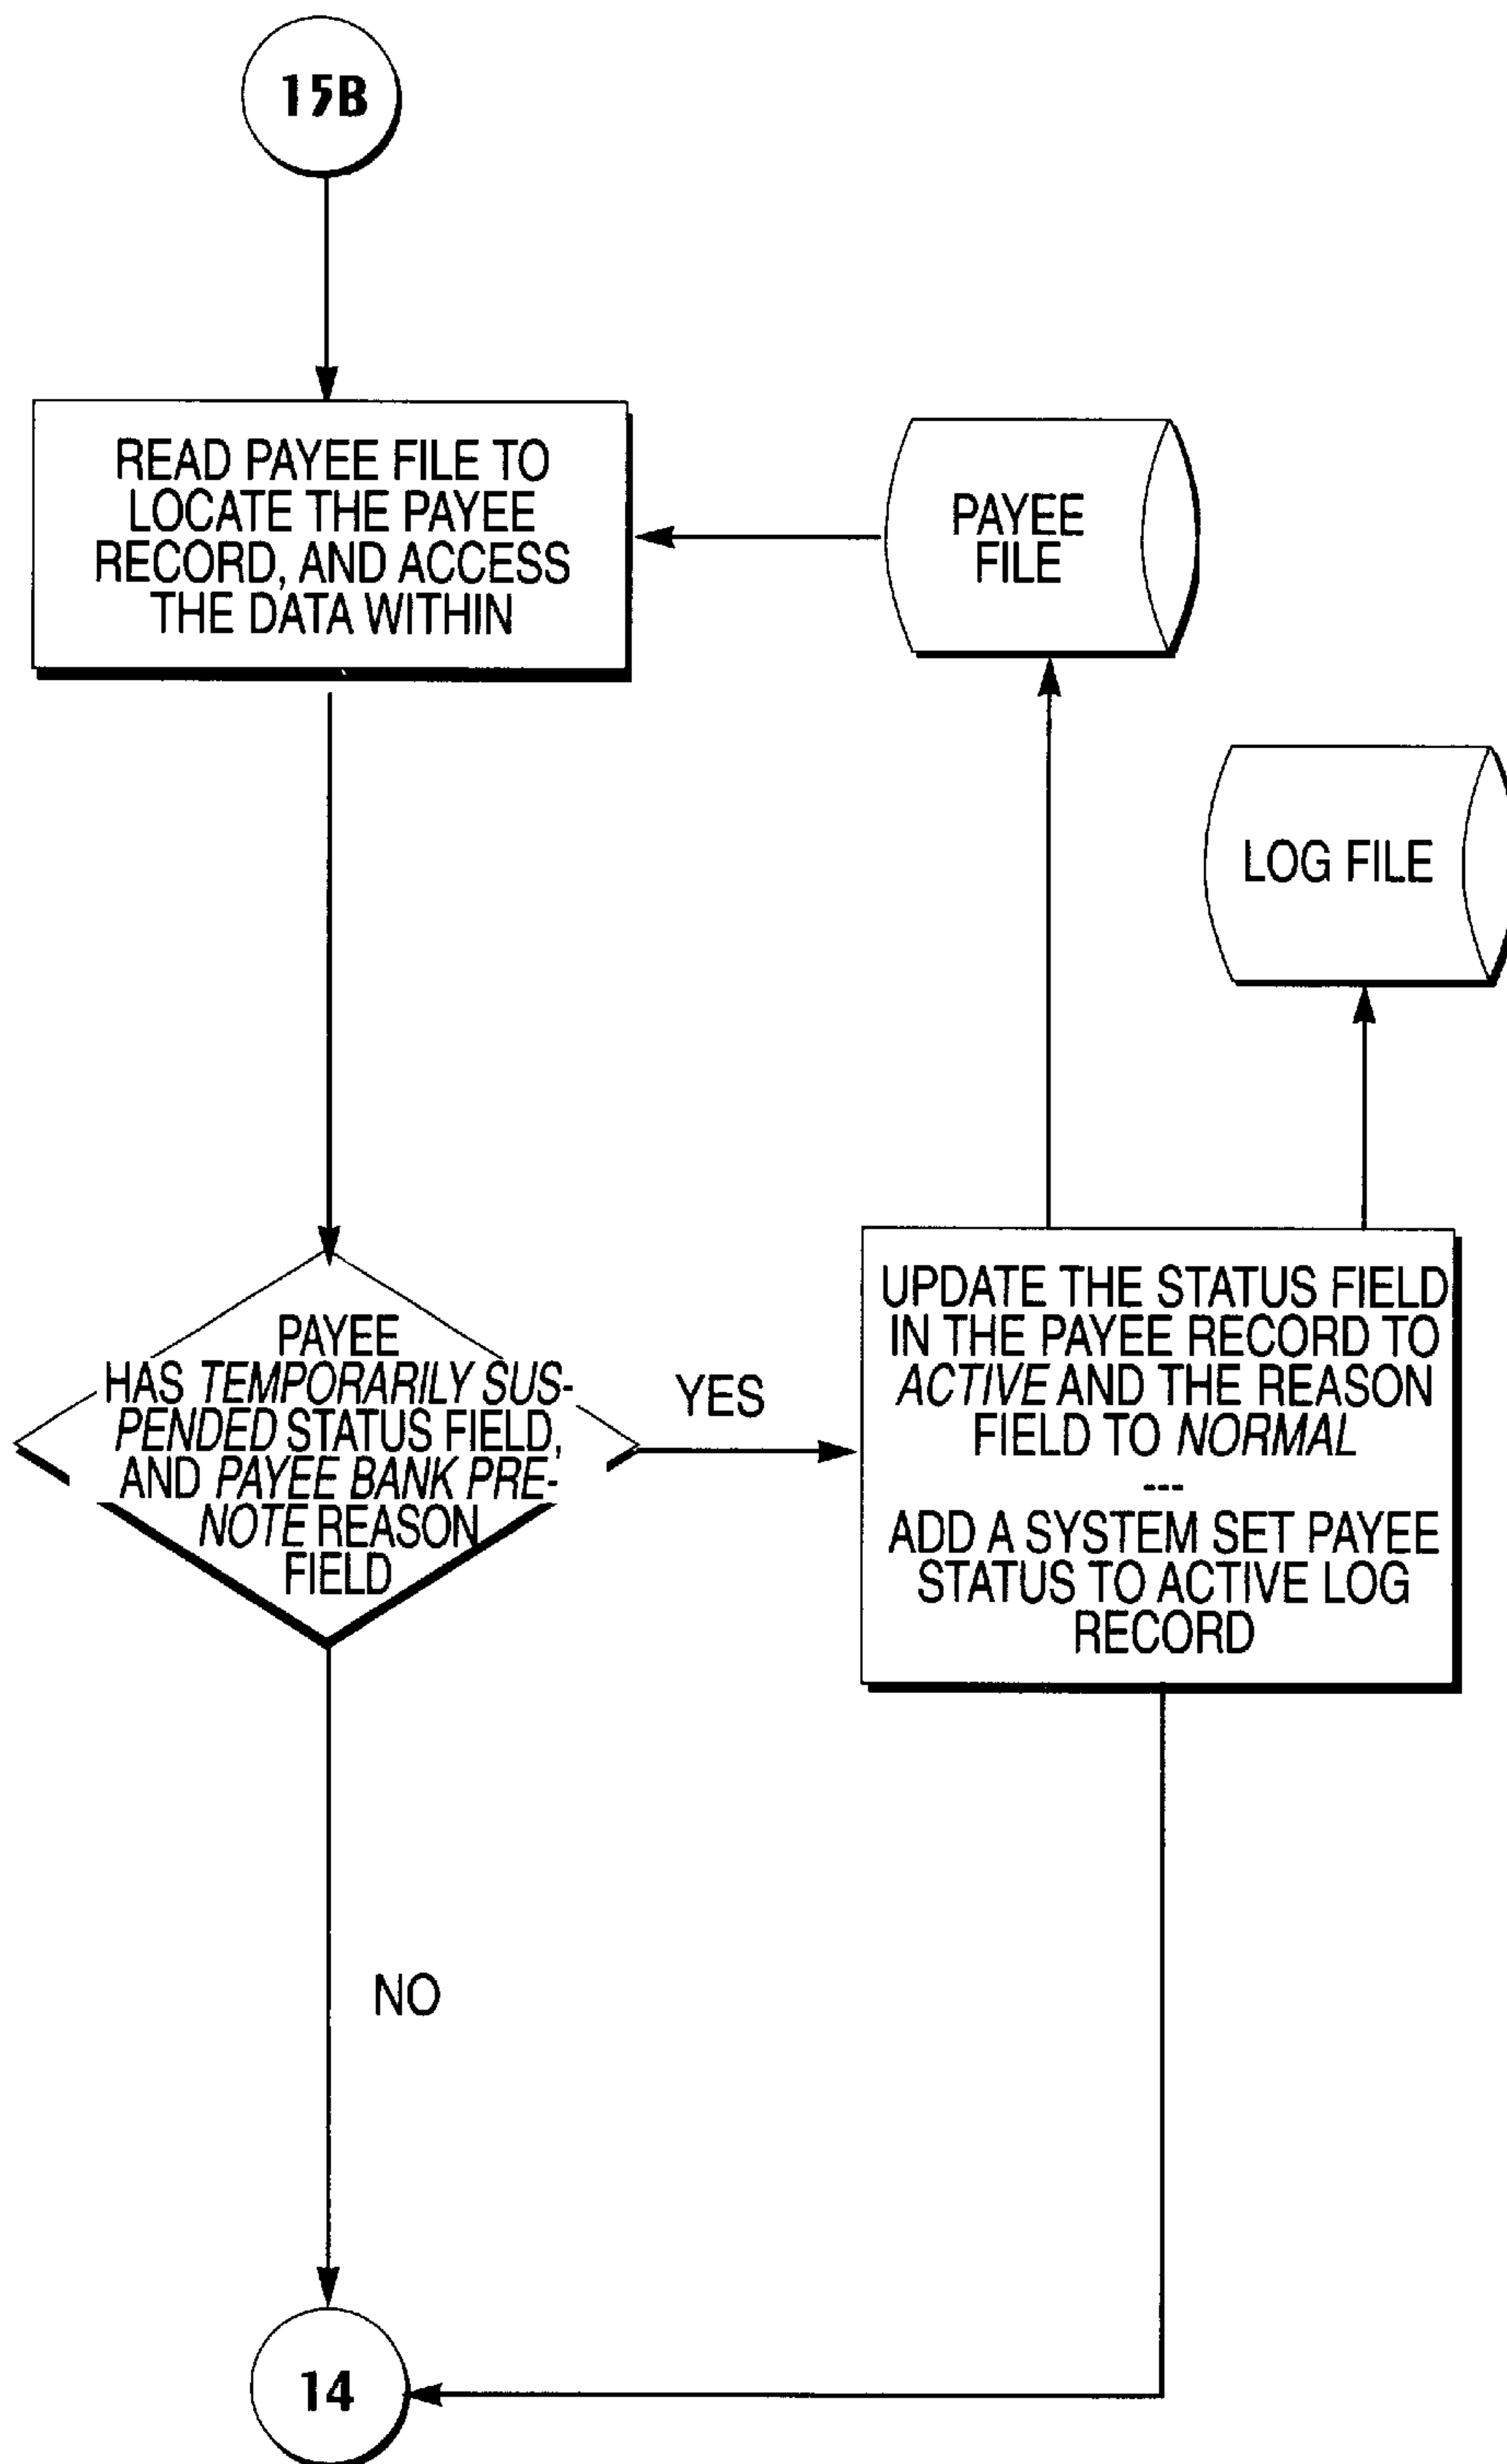 15B
READ PAYEE FILE TO
LOCATE THE PAYEE
RECORD, AND ACCESS
THE DATA WITHIN
PAYEE
FILE
LOG FILE
PAYEE
HAS TEMPORARILY SUS-
PENDED STATUS FIELD,
AND PAYEE BANK PRE-
NOTE REASON
FIELD
YES
UPDATE THE STATUS FIELD
IN THE PAYEE RECORD TO
ACTIVE AND THE REASON
FIELD TO NORMAL
---
ADD A SYSTEM SET PAYEE
STATUS TO ACTIVE LOG
RECORD
NO
14